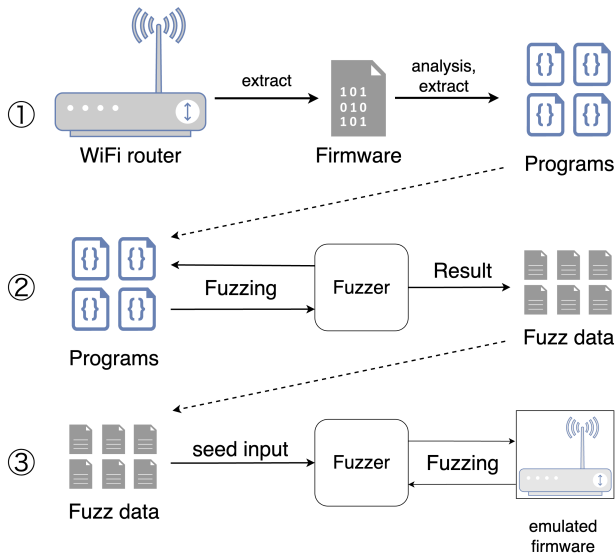 ①
extract
analysis,
extract
101
010
101
WiFi router
Firmware
Programs
②
{}
{}
{}
{}
{}
{}
{}
{}
Fuzzing
Fuzzer
Result
Programs
Fuzz data
③
seed input
Fuzzer
Fuzzing
Fuzz data
emulated
firmware